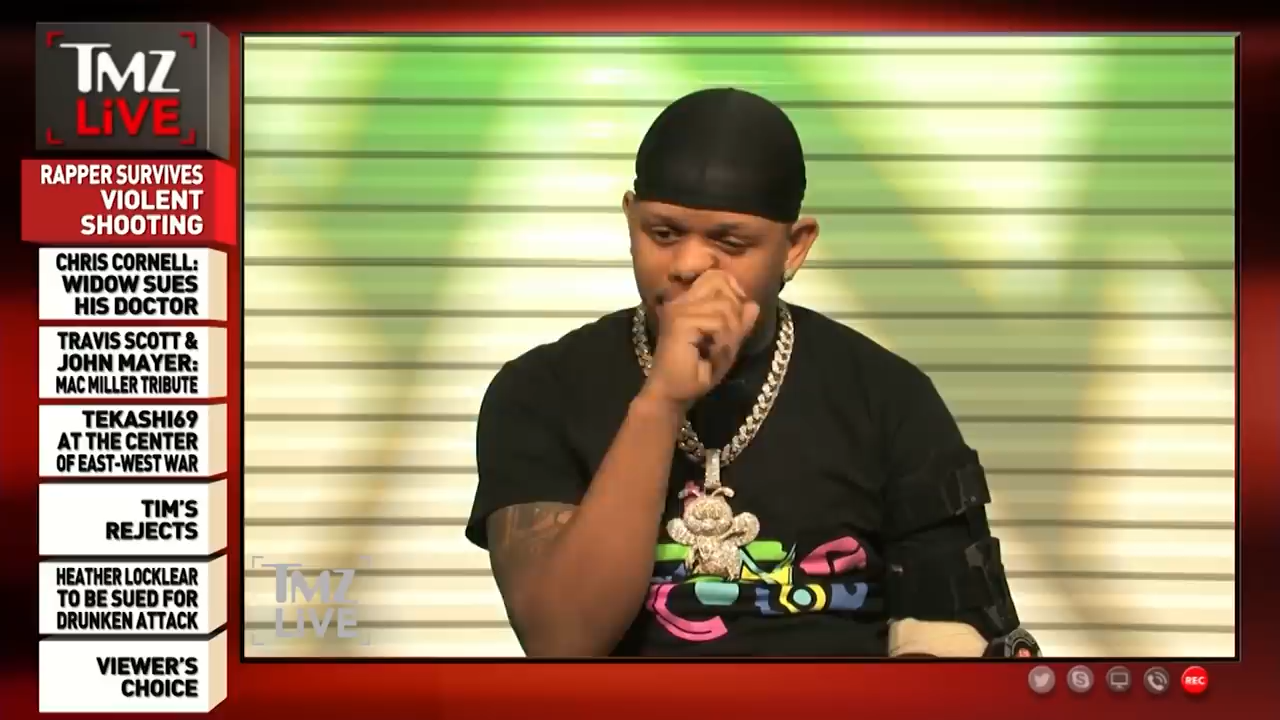 TMZ
LiVE
RAPPER SURVIVES
VIOLENT
SHOOTING
CHRIS CORNELL:
WIDOW SUES
HIS DOCTOR
TRAVIS SCOTT &
JOHN MAYER:
MAC MILLER TRIBUTE
TEKASHI69
AT THE CENTER
OF EAST-WEST WAR
TIM'S
REJECTS
HEATHER LOCKLEAR
TO BE SUED FOR
DRUNKEN ATTACK
VIEWER'S
CHOICE
TMZ
LiVE
REC